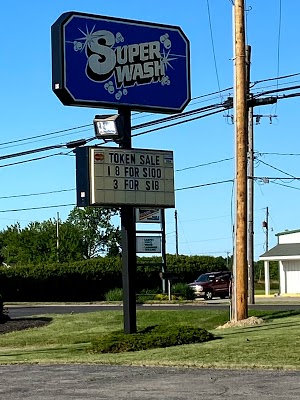 SUPER
WASH
TOKEN SALE
18 FOR $100
3 FOR $18